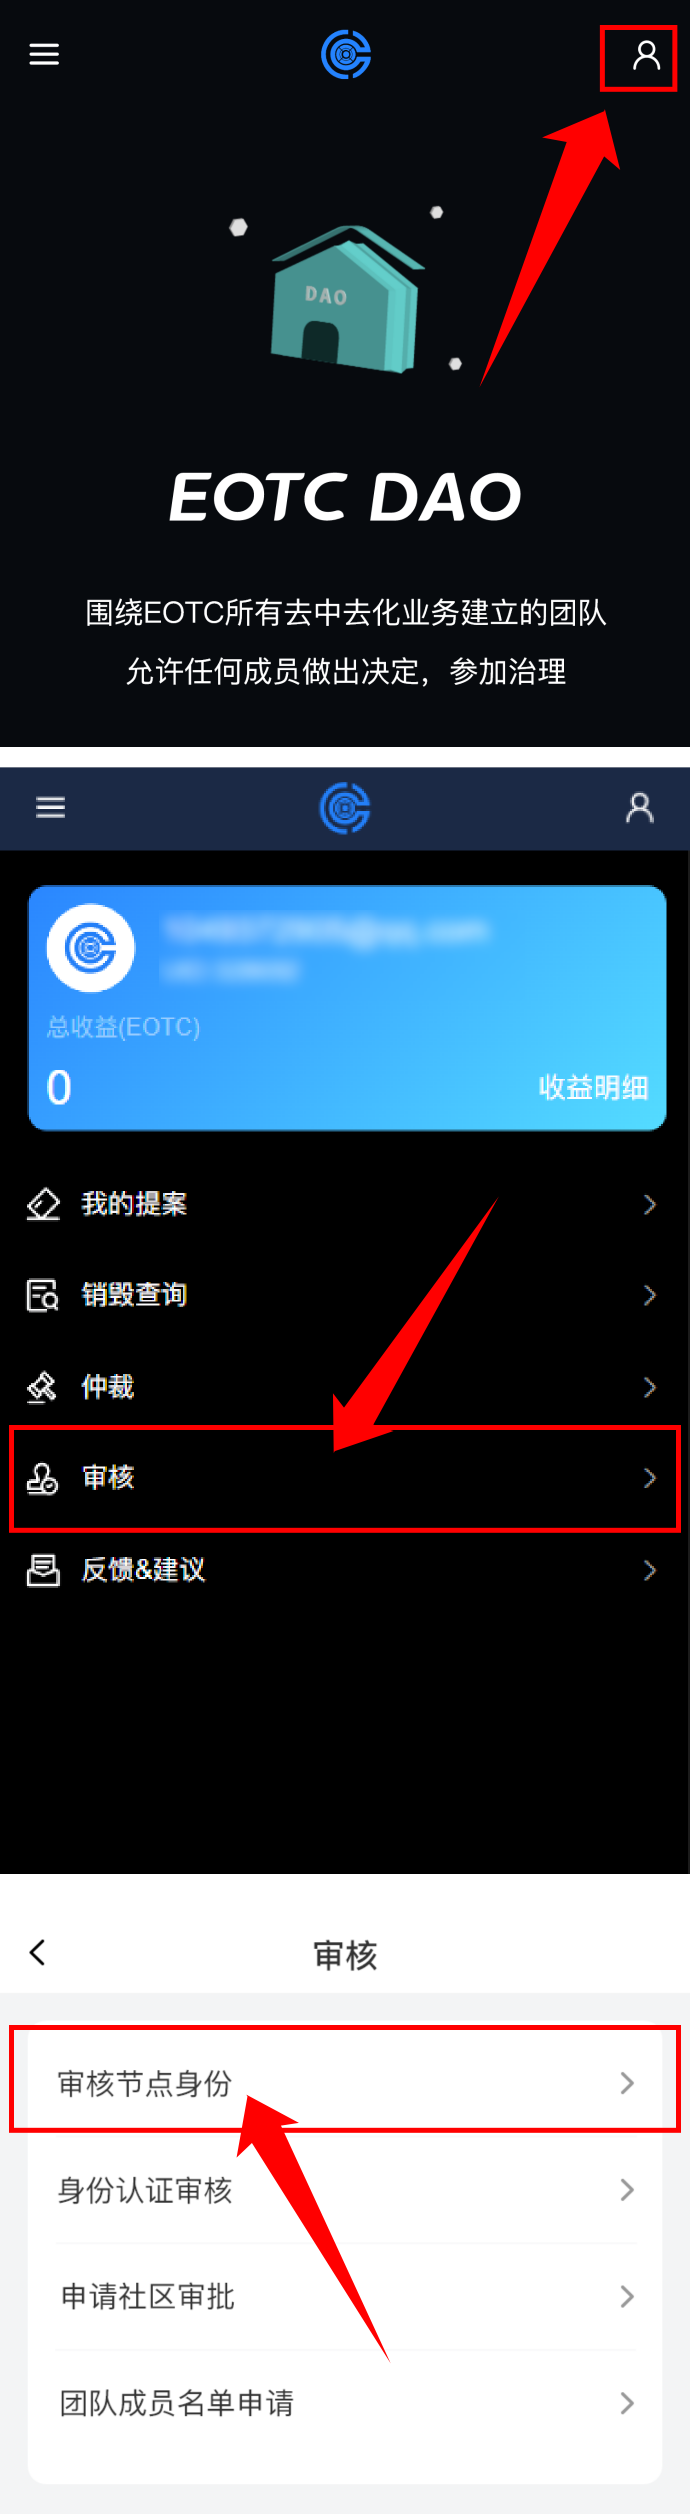 DAO
EOTC DAO
围绕EOTC所有去中去化业务建立的团队
允许任何成员做出决定，参加治理
总收益(EOTC)
0
收益明细
我的提案
销毁查询
仲裁
审核
反馈&建议
审核
审核节点身份
身份认证审核
申请社区审批
团队成员名单申请